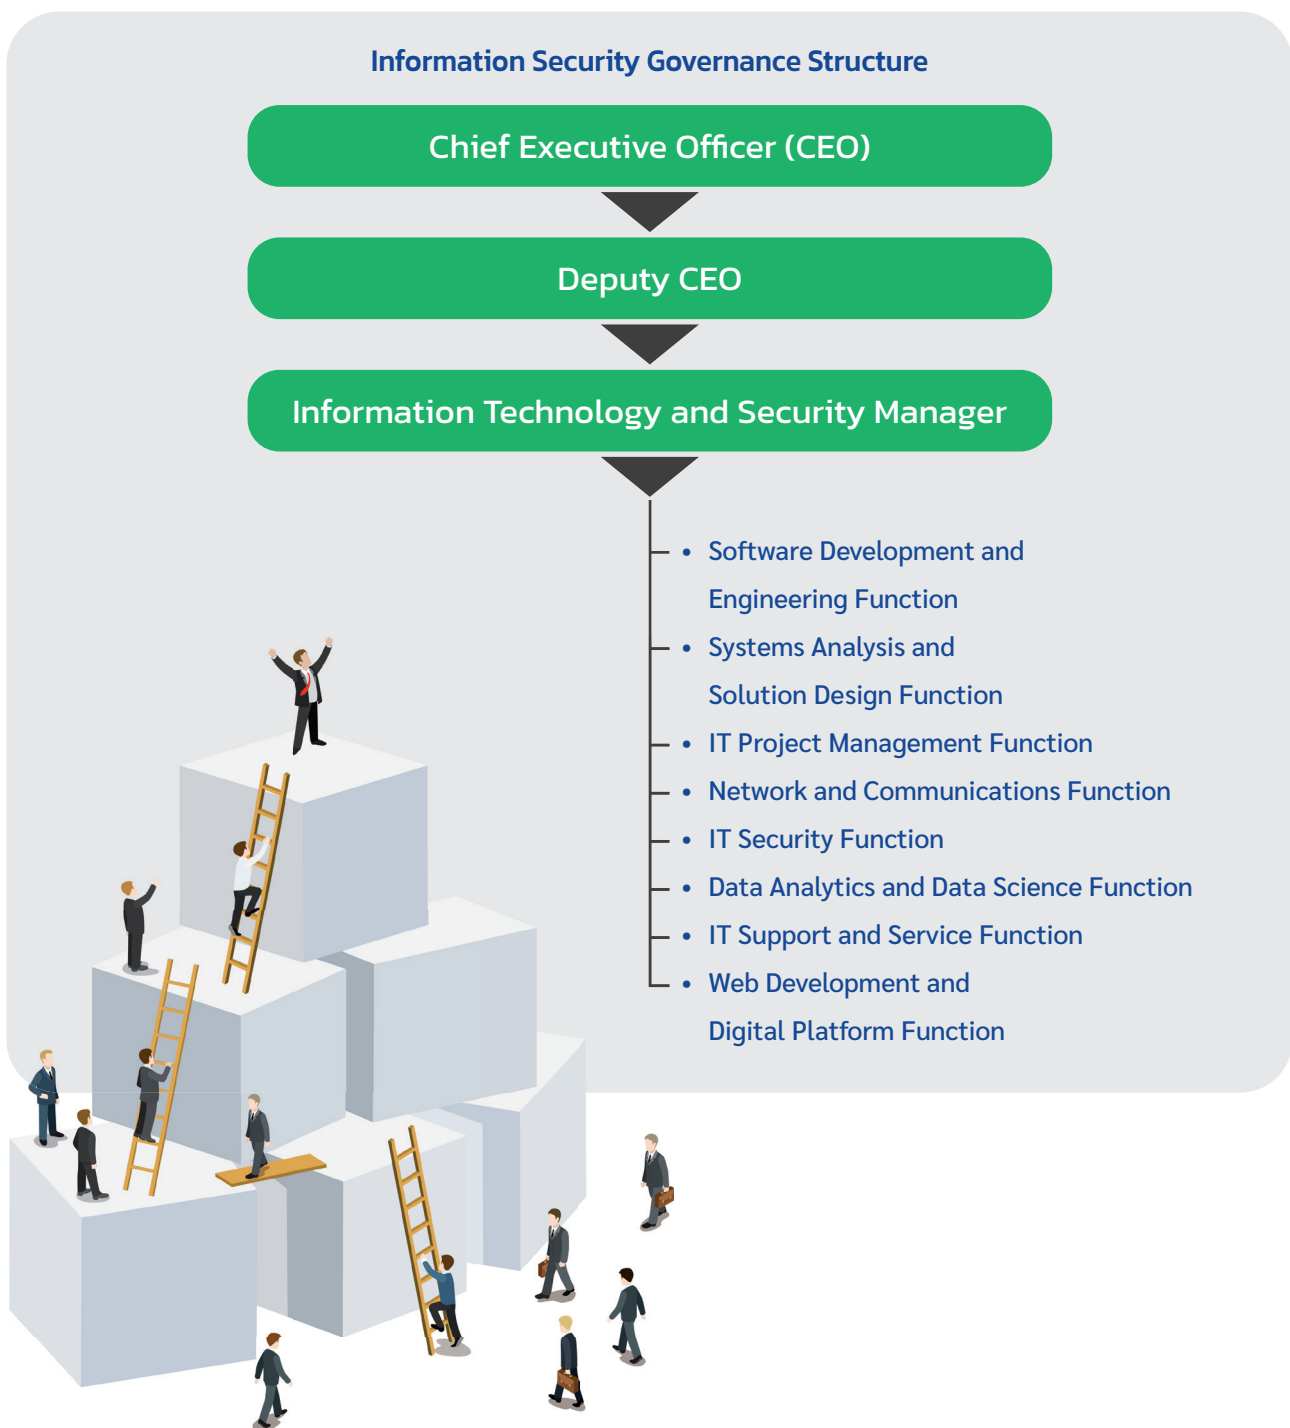 Information Security Governance Structure
Chief Executive Officer (CEO)
Deputy CEO
Information Technology and Security Manager
• Software Development and
Engineering Function
• Systems Analysis and
Solution Design Function
• IT Project Management Function
• Network and Communications Function
• IT Security Function
• Data Analytics and Data Science Function
• IT Support and Service Function
• Web Development and
Digital Platform Function